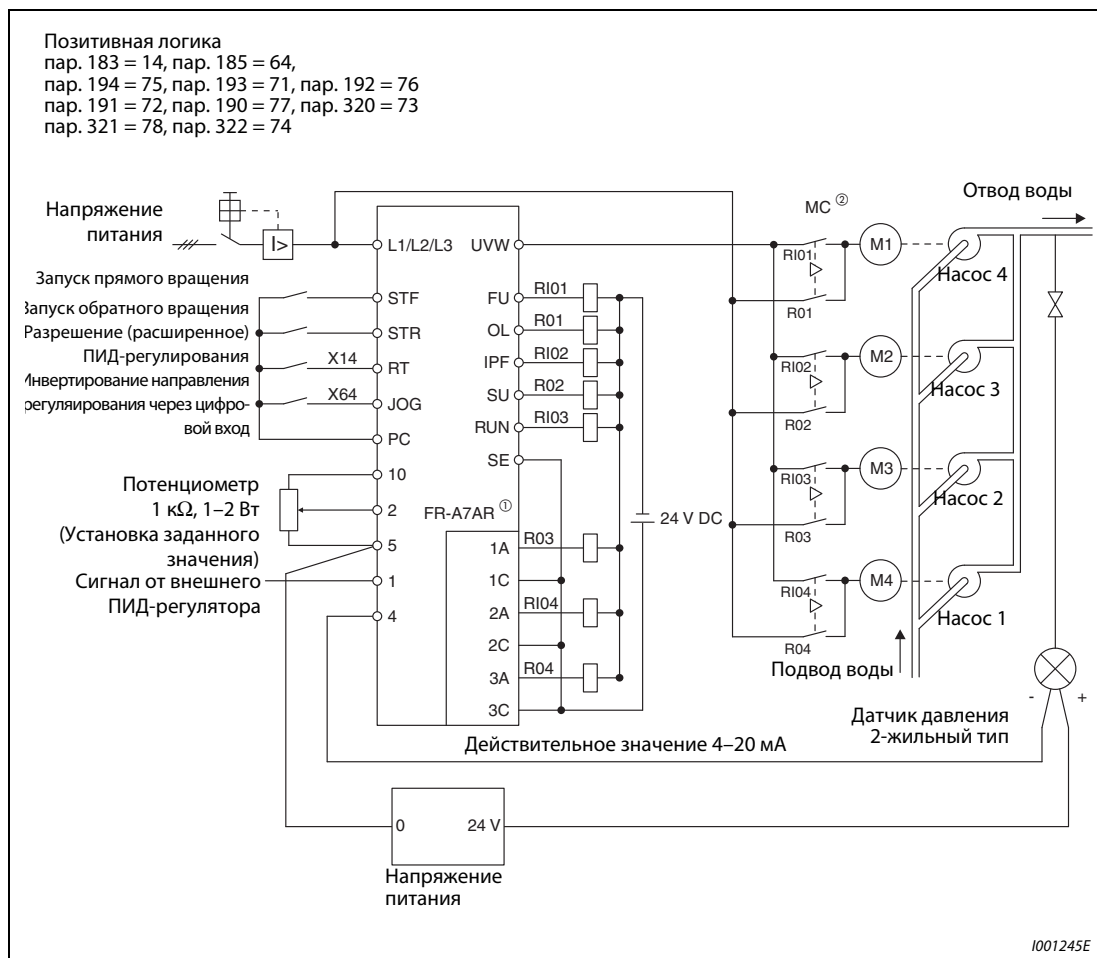 Позитивная логика
пар. 183 = 14, пар. 185 = 64,
пар. 194 = 75, пар. 193 = 71, пар. 192 = 76
пар. 191 = 72, пар. 190 = 77, пар. 320 = 73
пар. 321 = 78, пар. 322 = 74
Напряжение
питания
I>
L1/L2/L3
UVW
MC ②
Отвод воды
RI01
R01
M1
Насос 4
Запуск прямого вращения
STF
Запуск обратного вращения
STR
Разрешение (расширенное)
ПИД-регулирования
X14
RT
Инвертирование направления
регуляирования через цифро-
вой вход
X64
JOG
PC
FU
RI01
OL
R01
IPF
RI02
SU
R02
RUN
RI03
SE
RI02
R02
M2
Насос 3
RI03
R03
M3
Насос 2
RI04
R04
M4
Насос 1
Потенциометр
1 кΩ, 1–2 Вт
(Установка заданного
значения)
10
2
5
Сигнал от внешнего
ПИД-регулятора
1
4
FR-A7AR ①
1A
R03
1C
2A
RI04
2C
3A
R04
3C
24 V DC
Подвод воды
- +
Датчик давления
2-жильный тип
Действительное значение 4–20 мА
0 24 V
Напряжение
питания
I001245E